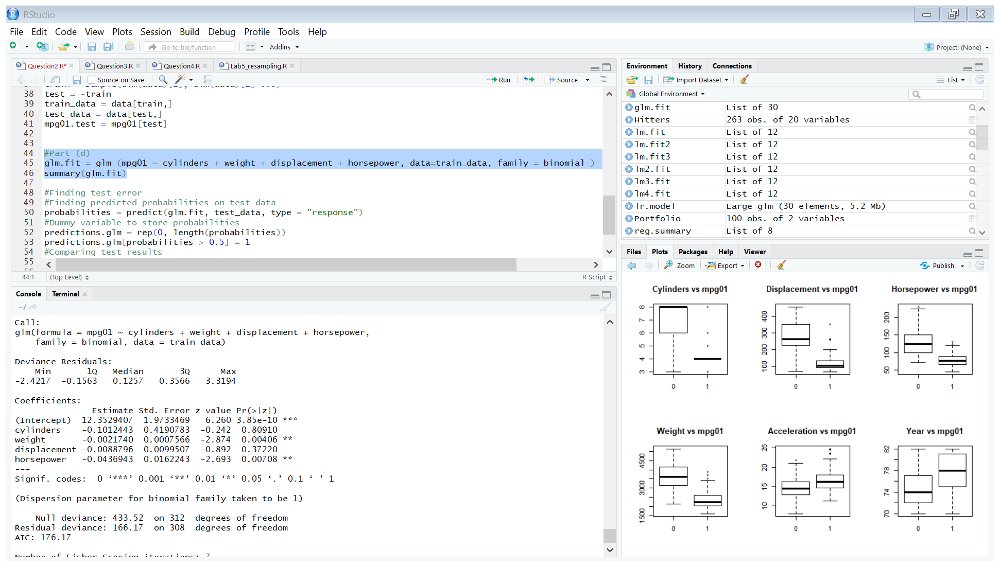 RStudio
File Edit Code View Plots Session Build Debug Profile Tools Help
Go to file/function Addins Project: (None)
Question2.R* Question3.R Question4.R Lab5_resampling.R
Source on Save Run Source
38 test = -train
39 train_data = data[train,]
40 test_data = data[test,]
41 mpg01.test = mpg01[test]
42
43
44 #Part (d)
45 glm.fit = glm (mpg01 ~ cylinders + weight + displacement + horsepower, data=train_data, family = binomial )
46 summary(glm.fit)
47
48 #Finding test error
49 #Finding predicted probabilities on test data
50 probabilities = predict(glm.fit, test_data, type = "response")
51 #Dummy variable to store probabilities
52 predictions.glm = rep(0, length(probabilities))
53 predictions.glm[probabilities > 0.5] = 1
54 #Comparing test results
55
44:1 (Top Level) R Script
Console Terminal
~/
Call:
glm(formula = mpg01 ~ cylinders + weight + displacement + horsepower,
family = binomial, data = train_data)
Deviance Residuals:
Min 1Q Median 3Q Max
-2.4217 -0.1563 0.1257 0.3566 3.3194
Coefficients:
Estimate Std. Error z value Pr(>|z|)
(Intercept) 12.3529407 1.9733469 6.260 3.85e-10 ***
cylinders -0.1012443 0.4190783 -0.242 0.80910
weight -0.0021740 0.0007566 -2.874 0.00406 **
displacement -0.0088796 0.0099507 -0.892 0.37220
horsepower -0.0436943 0.0162243 -2.693 0.00708 **
---
Signif. codes: 0 ‘***’ 0.001 ‘**’ 0.01 ‘*’ 0.05 ‘.’ 0.1 ‘ ’ 1
(Dispersion parameter for binomial family taken to be 1)
Null deviance: 433.52 on 312 degrees of freedom
Residual deviance: 166.17 on 308 degrees of freedom
AIC: 176.17
Number of Fisher Scoring iterations: 7
Environment History Connections
Import Dataset List
Global Environment
glm.fit List of 30
Hitters 263 obs. of 20 variables
lm.fit List of 12
lm.fit2 List of 12
lm.fit3 List of 12
lm2.fit List of 12
lm3.fit List of 12
lm4.fit List of 12
lr.model Large glm (30 elements, 5.2 Mb)
Portfolio 100 obs. of 2 variables
reg.summary List of 8
Files Plots Packages Help Viewer
Zoom Export Publish
Cylinders vs mpg01
8
7
6
5
4
3
0 1
Displacement vs mpg01
400
300
200
100
0 1
Horsepower vs mpg01
200
150
100
50
0 1
Weight vs mpg01
4500
3000
1500
0 1
Acceleration vs mpg01
25
20
15
10
0 1
Year vs mpg01
82
78
74
70
0 1